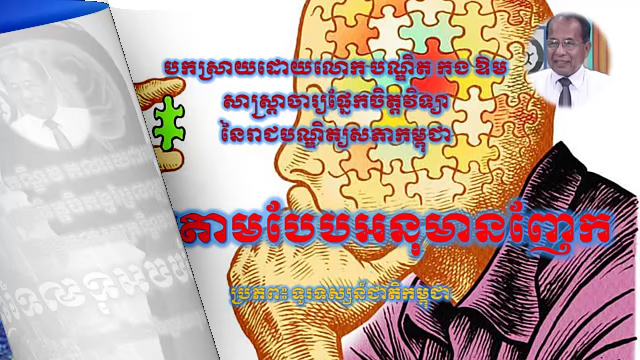 បកស្រាយដោយលោកបណ្ឌិត កង ឱម
សាស្ត្រាចារ្យផ្នែកចិត្តវិទ្យា
នៃរាជបណ្ឌិត្យសភាកម្ពុជា
តាមបែបអនុមានញែក
ប្រភព៖ ទូរទស្សន៍ជាតិកម្ពុជា